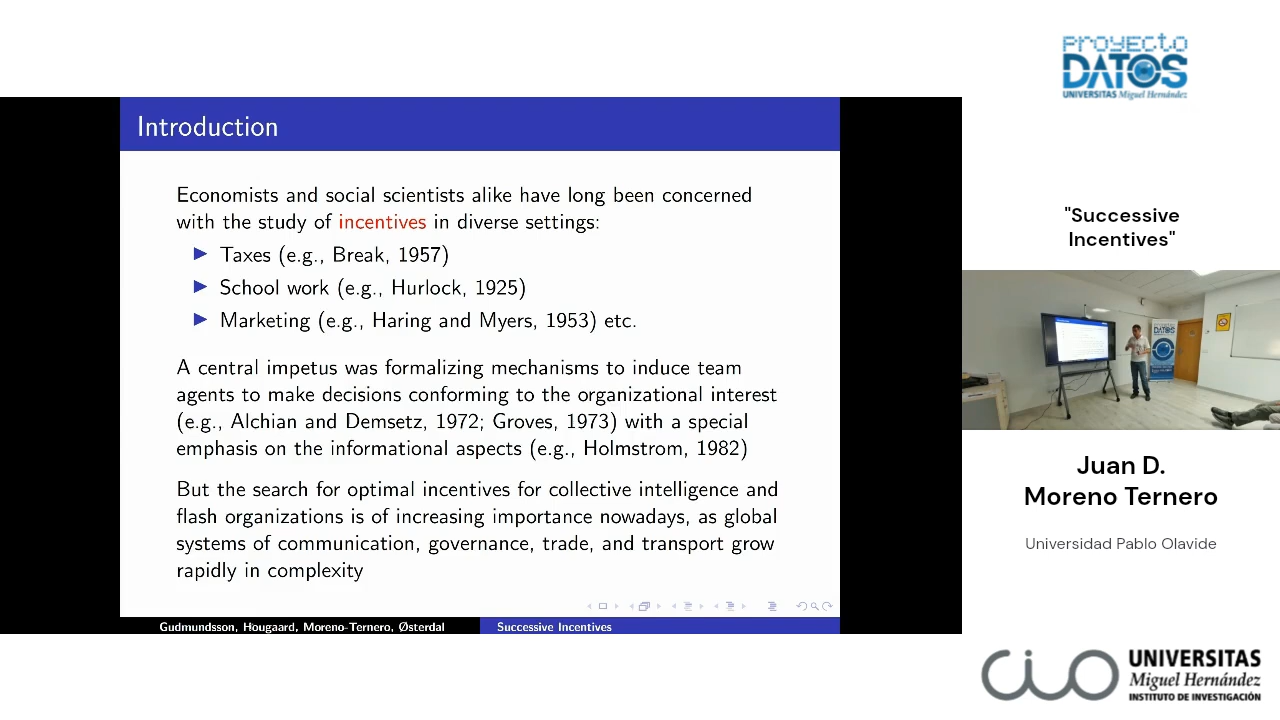 Introduction
Economists and social scientists alike have long been concerned
with the study of incentives in diverse settings:
Taxes (e.g., Break, 1957)
School work (e.g., Hurlock, 1925)
Marketing (e.g., Haring and Myers, 1953) etc.
A central impetus was formalizing mechanisms to induce team
agents to make decisions conforming to the organizational interest
(e.g., Alchian and Demsetz, 1972; Groves, 1973) with a special
emphasis on the informational aspects (e.g., Holmstrom, 1982)
But the search for optimal incentives for collective intelligence and
flash organizations is of increasing importance nowadays, as global
systems of communication, governance, trade, and transport grow
rapidly in complexity
Gudmundsson, Hougaard, Moreno-Ternero, Østerdal
Successive Incentives
PROYECTO
DATOS
UNIVERSITAS Miguel Hernández
"Successive
Incentives"
DATOS
Juan D.
Moreno Ternero
Universidad Pablo Olavide
CIO
UNIVERSITAS
Miguel Hernández
INSTITUTO DE INVESTIGACIÓN